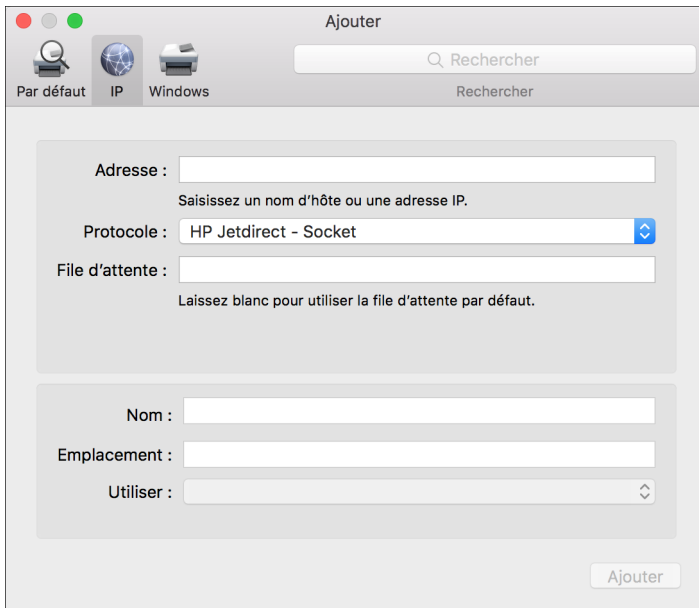 Ajouter
Rechercher
Par défaut IP Windows Rechercher
Adresse :
Saisissez un nom d'hôte ou une adresse IP.
Protocole : HP Jetdirect - Socket
File d'attente :
Laissez blanc pour utiliser la file d'attente par défaut.
Nom :
Emplacement :
Utiliser :
Ajouter